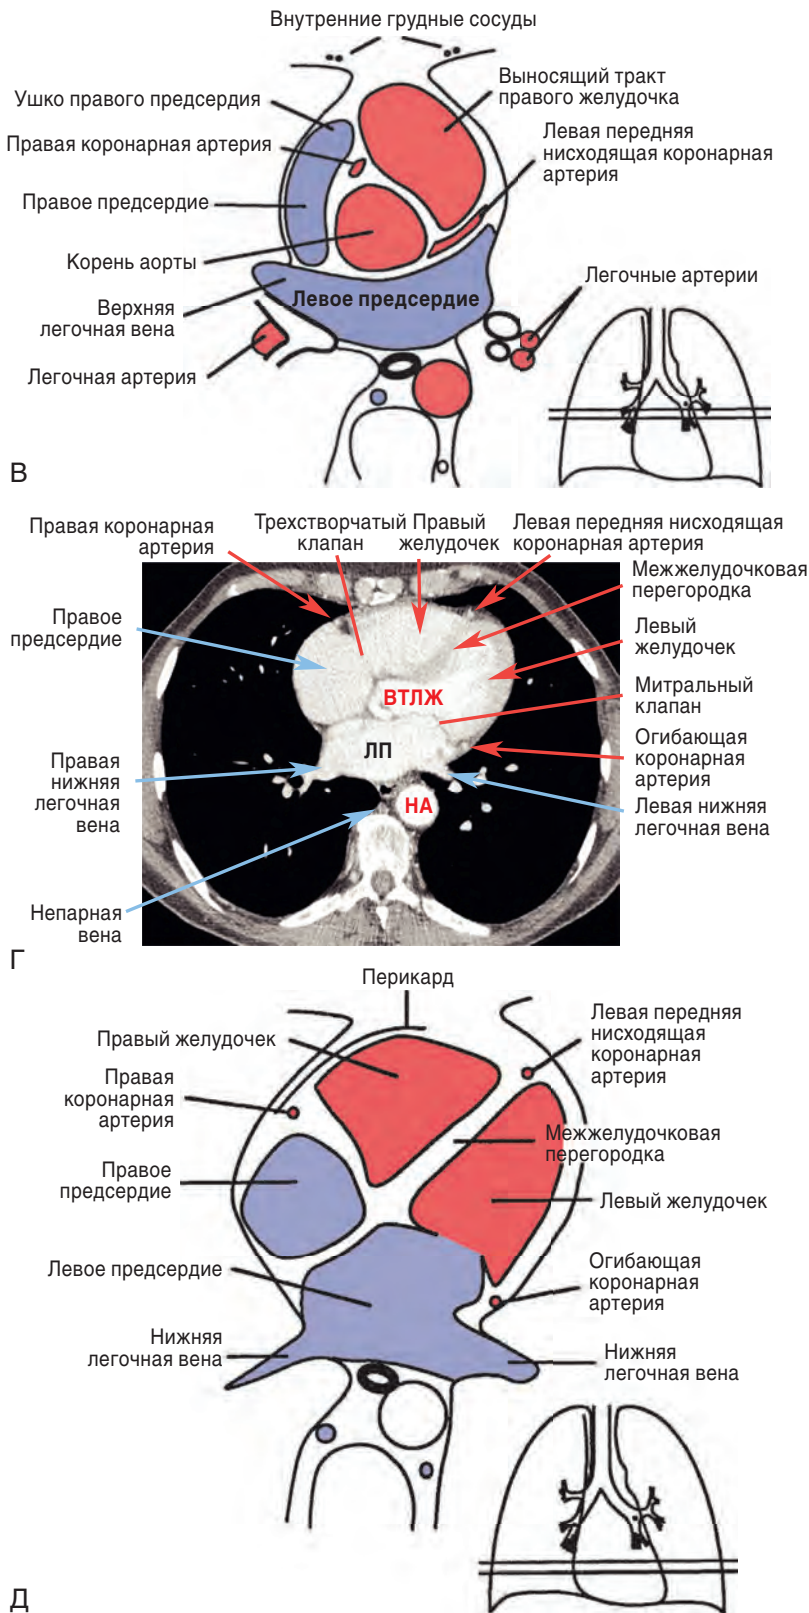 Внутренние грудные сосуды
Ушко правого предсердия
Выносящий тракт
правого желудочка
Правая коронарная артерия
Левая передняя
нисходящая коронарная
артерия
Правое предсердие
Корень аорты
Левое предсердие
Легочные артерии
Верхняя
легочная вена
Легочная артерия
В
Правая коронарная
артерия
Трехстворчатый
клапан
Правый
желудочек
Левая передняя нисходящая
коронарная артерия
Межжелудочковая
перегородка
Правое
предсердие
Левый
желудочек
ВТЛЖ
Митральный
клапан
ЛП
Огибающая
коронарная
артерия
Правая
нижняя
легочная
вена
НА
Левая нижняя
легочная вена
Непарная
вена
Г
Перикард
Правый желудочек
Левая передняя
нисходящая
коронарная
артерия
Правая
коронарная
артерия
Межжелудочковая
перегородка
Правое
предсердие
Левый желудочек
Левое предсердие
Огибающая
коронарная
артерия
Нижняя
легочная вена
Нижняя
легочная вена
Д